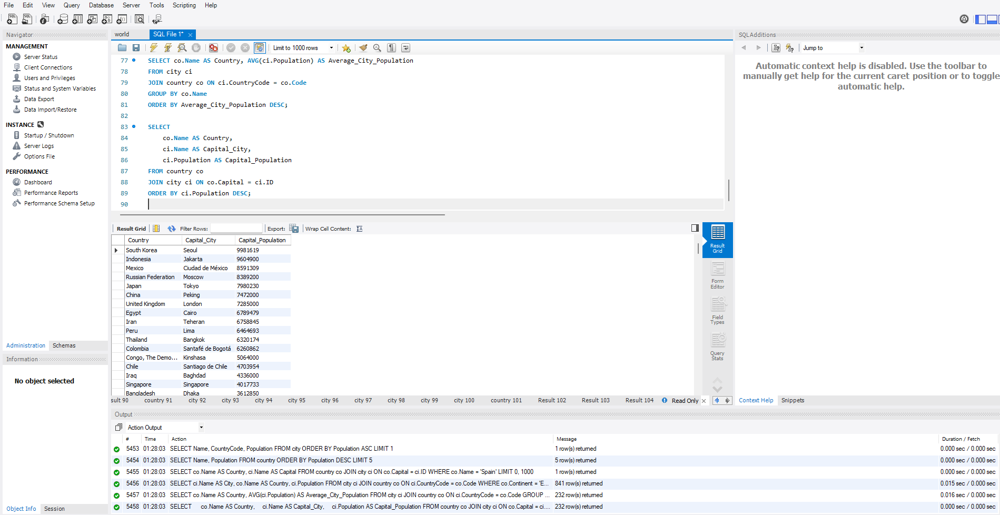 File Edit View Query Database Server Tools Scripting Help
Navigator
MANAGEMENT
Server Status
Client Connections
Users and Privileges
Status and System Variables
Data Export
Data Import/Restore
INSTANCE
Startup / Shutdown
Server Logs
Options File
PERFORMANCE
Dashboard
Performance Reports
Performance Schema Setup
Administration Schemas
Information
No object selected
Object Info Session
world SQL File 1*
Limit to 1000 rows
77 SELECT co.Name AS Country, AVG(ci.Population) AS Average_City_Population
78 FROM city ci
79 JOIN country co ON ci.CountryCode = co.Code
80 GROUP BY co.Name
81 ORDER BY Average_City_Population DESC;
82
83 SELECT
84 co.Name AS Country,
85 ci.Name AS Capital_City,
86 ci.Population AS Capital_Population
87 FROM country co
88 JOIN city ci ON co.Capital = ci.ID
89 ORDER BY ci.Population DESC;
90
Result Grid Filter Rows: Export: Wrap Cell Content:
Country Capital_City Capital_Population
South Korea Seoul 9981619
Indonesia Jakarta 9604900
Mexico Ciudad de México 8591309
Russian Federation Moscow 8389200
Japan Tokyo 7980230
China Peking 7472000
United Kingdom London 7285000
Egypt Cairo 6789479
Iran Teheran 6758845
Peru Lima 6464693
Thailand Bangkok 6320174
Colombia Santafé de Bogotá 6260862
Congo, The Demo... Kinshasa 5064000
Chile Santiago de Chile 4703954
Iraq Baghdad 4336000
Singapore Singapore 4017733
Bangladesh Dhaka 3612850
Result
Grid
Form
Editor
Field
Types
Query
Stats
sult 90 country 91 city 92 city 93 city 94 city 95 city 96 city 97 city 98 city 99 city 100 country 101 Result 102 Result 103 Result 104 Read Only
SQLAdditions
Jump to
Automatic context help is disabled. Use the toolbar to
manually get help for the current caret position or to toggle
automatic help.
Context Help Snippets
Output
Action Output
# Time Action Message Duration / Fetch
5453 01:28:03 SELECT Name, CountryCode, Population FROM city ORDER BY Population ASC LIMIT 1 1 row(s) returned 0.000 sec / 0.000 sec
5454 01:28:03 SELECT Name, Population FROM country ORDER BY Population DESC LIMIT 5 5 row(s) returned 0.000 sec / 0.000 sec
5455 01:28:03 SELECT co.Name AS Country, ci.Name AS Capital FROM country co JOIN city ci ON co.Capital = ci.ID WHERE co.Name = 'Spain' LIMIT 0, 1000 1 row(s) returned 0.000 sec / 0.000 sec
5456 01:28:03 SELECT ci.Name AS City, co.Name AS Country, ci.Population FROM city ci JOIN country co ON ci.CountryCode = co.Code WHERE co.Continent = 'E... 841 row(s) returned 0.015 sec / 0.000 sec
5457 01:28:03 SELECT co.Name AS Country, AVG(ci.Population) AS Average_City_Population FROM city ci JOIN country co ON ci.CountryCode = co.Code GROUP ... 232 row(s) returned 0.016 sec / 0.000 sec
5458 01:28:03 SELECT co.Name AS Country, ci.Name AS Capital_City, ci.Population AS Capital_Population FROM country co JOIN city ci ON co.Capital = ci.... 232 row(s) returned 0.000 sec / 0.000 sec